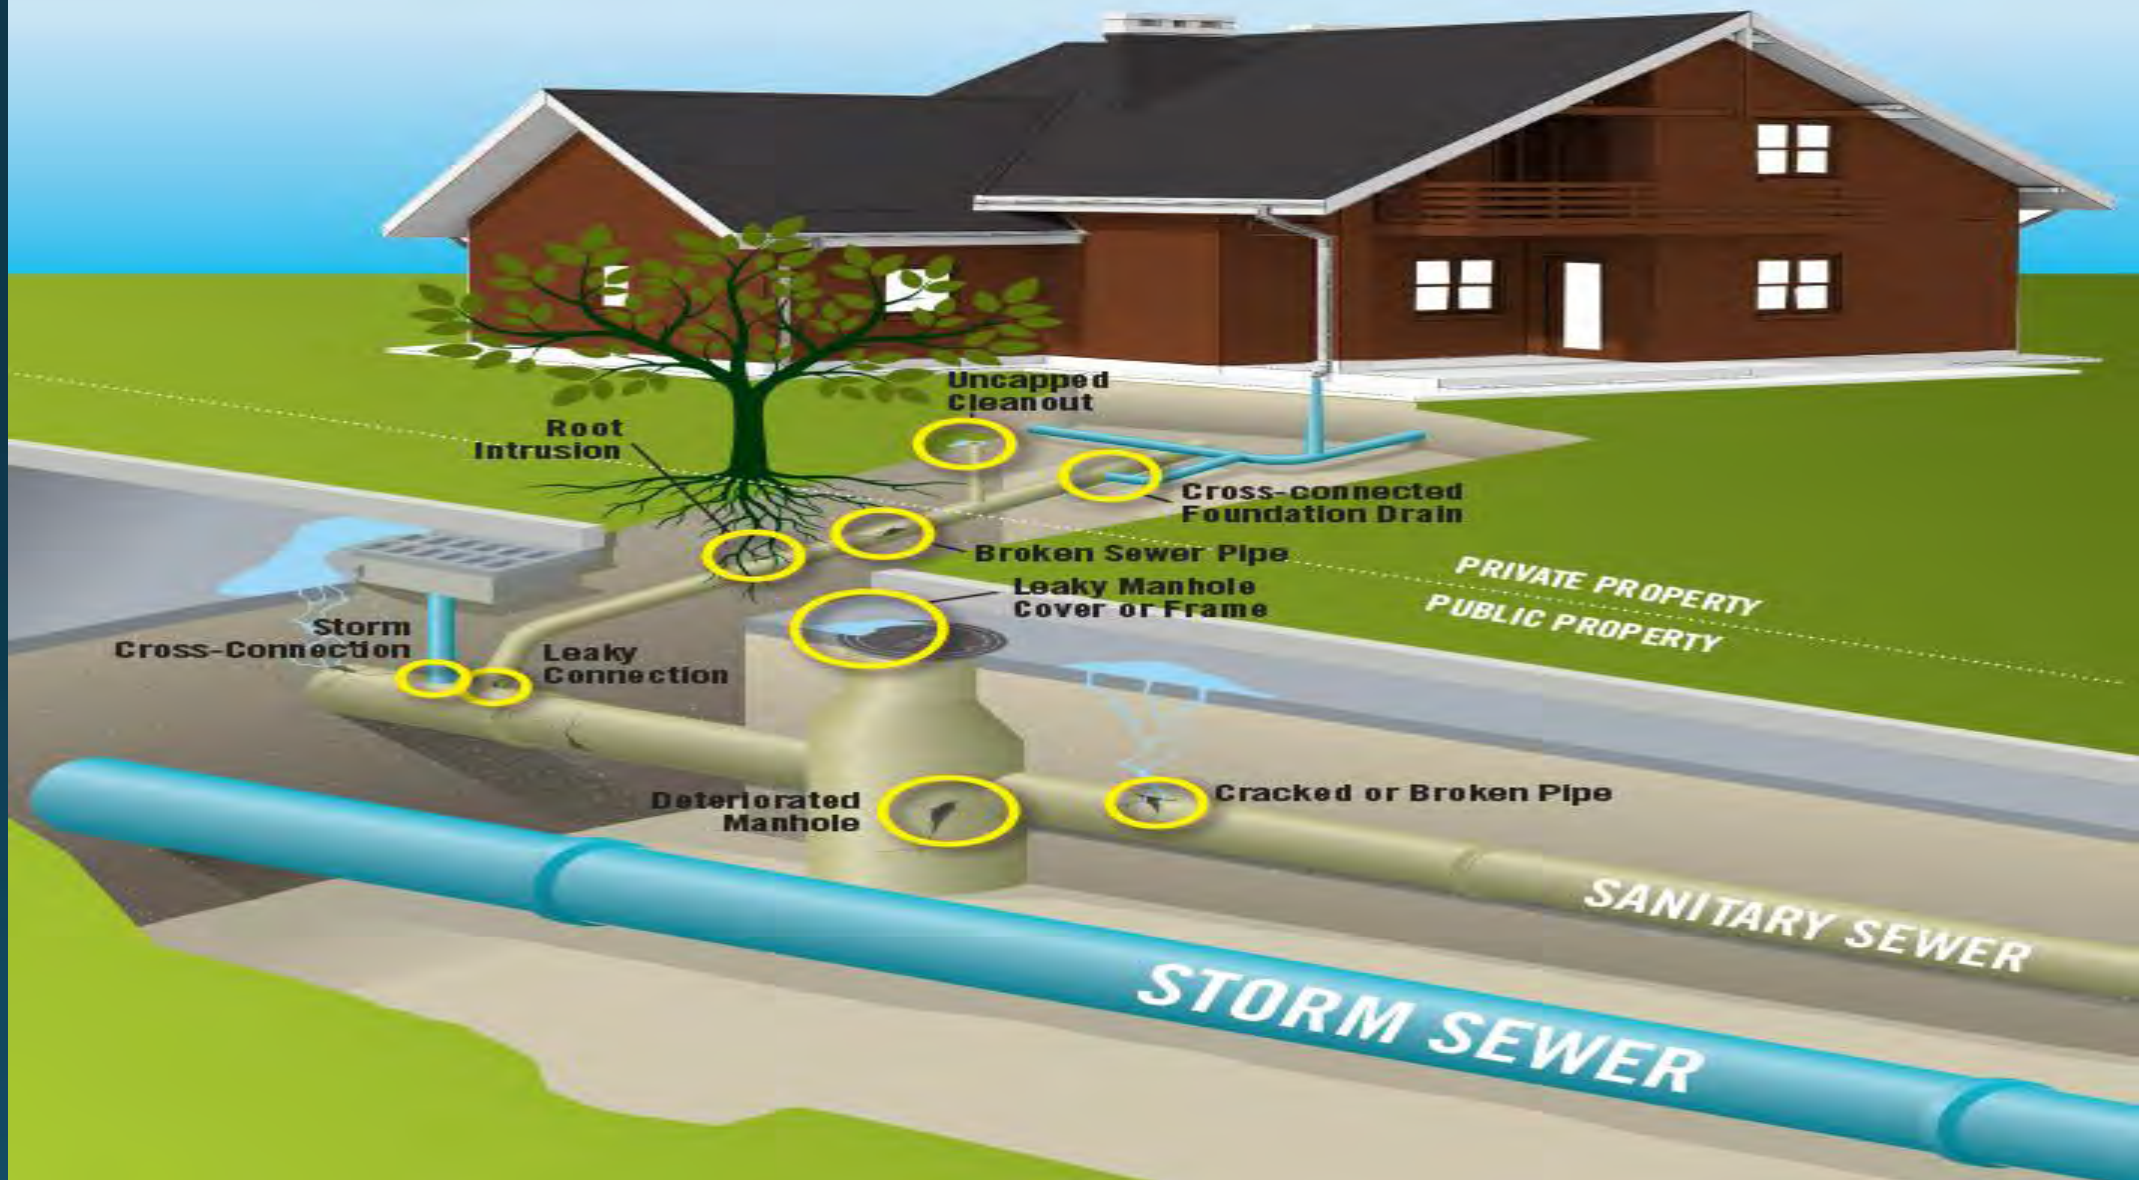 Uncapped
Cleanout
Root
Intrusion
Cross-connected
Foundation Drain
Broken Sewer Pipe
PRIVATE PROPERTY
PUBLIC PROPERTY
Leaky Manhole
Cover or Frame
Storm
Cross-Connection
Leaky
Connection
Deteriorated
Manhole
Cracked or Broken Pipe
SANITARY SEWER
STORM SEWER